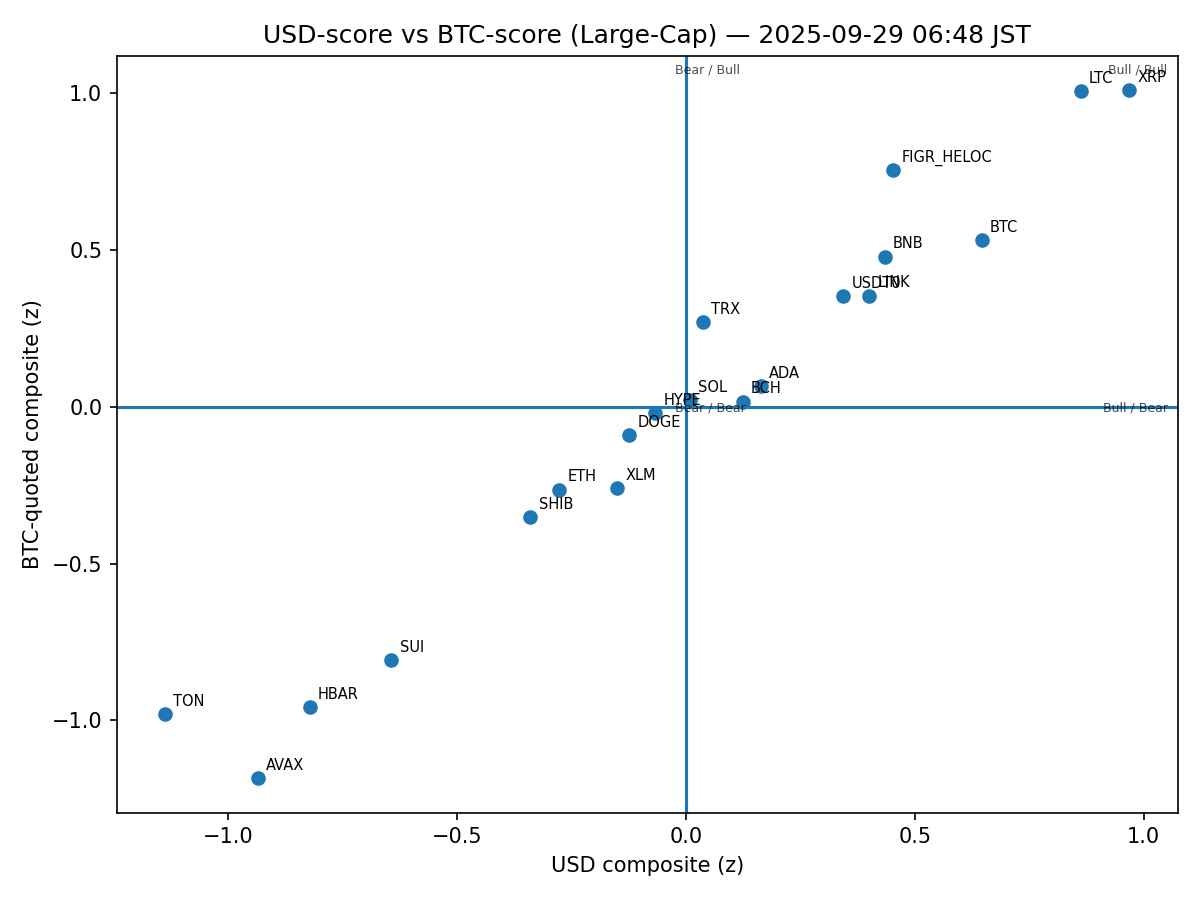 USD-score vs BTC-score (Large-Cap) — 2025-09-29 06:48 JST
Bear / Bull
Bull / Bull
LTC
XRP
1.0
FIGR_HELOC
BTC
BNB
0.5
LINK
TRX
ADA
SOL
BCH
HYPE
0.0
Bear / Bear
Bull / Bear
DOGE
ETH
XLM
SHIB
−0.5
SUI
HBAR
TON
−1.0
AVAX
−1.0
−0.5
0.0
0.5
1.0
USD composite (z)
BTC-quoted composite (z)